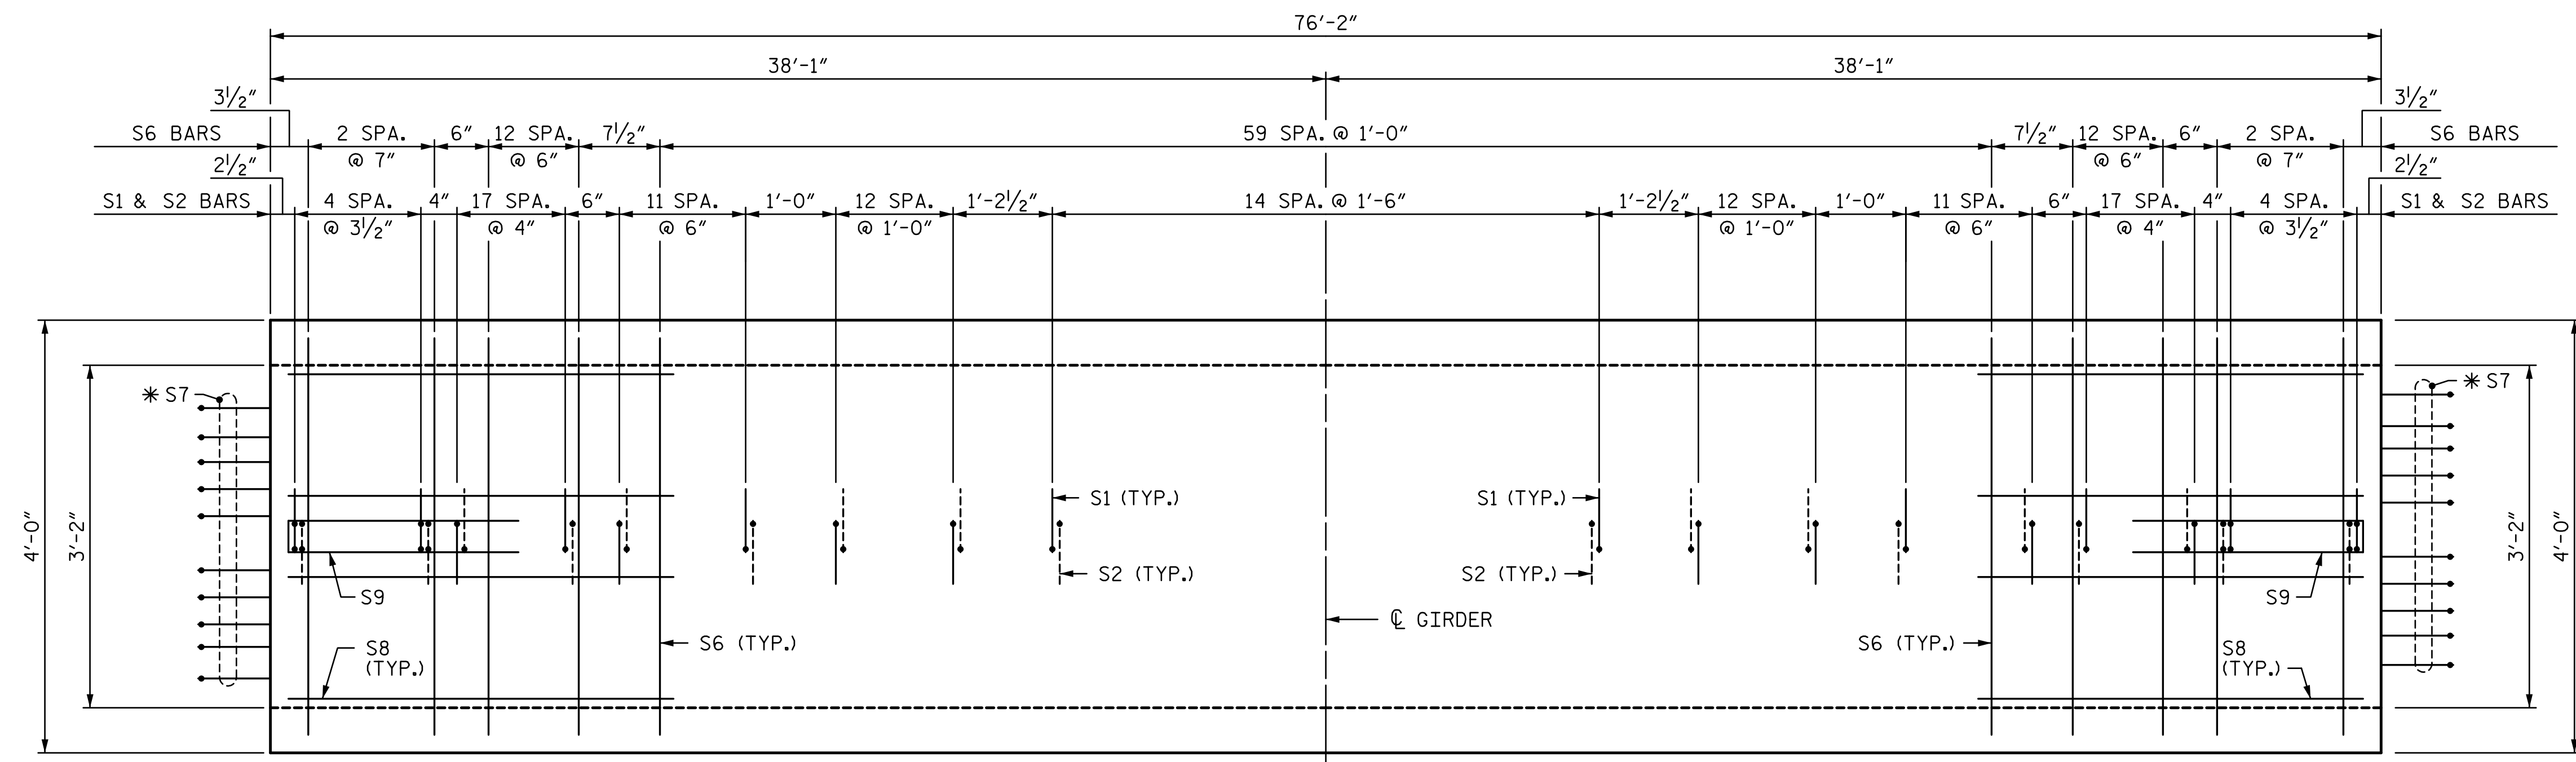 76′-2″
38′-1″ 38′-1″
3½″ 3½″
S6 BARS 2 SPA. 6″ 12 SPA. 7½″ 59 SPA. @ 1′-0″ 7½″ 12 SPA. 6″ 2 SPA. S6 BARS
@ 7″ @ 6″ @ 6″ @ 7″
2½″ 2½″
S1 & S2 BARS 4 SPA. 4″ 17 SPA. 6″ 11 SPA. 1′-0″ 12 SPA. 1′-2½″ 14 SPA. @ 1′-6″ 1′-2½″ 12 SPA. 1′-0″ 11 SPA. 6″ 17 SPA. 4″ 4 SPA. S1 & S2 BARS
@ 3½″ @ 4″ @ 6″ @ 1′-0″ @ 1′-0″ @ 6″ @ 4″ @ 3½″
✳ S7 ✳ S7
S1 (TYP.) S1 (TYP.)
4′-0″ 3′-2″ 3′-2″ 4′-0″
S2 (TYP.) S2 (TYP.)
S9 S9
℄ GIRDER
S6 (TYP.) S6 (TYP.)
S8 S8
(TYP.) (TYP.)